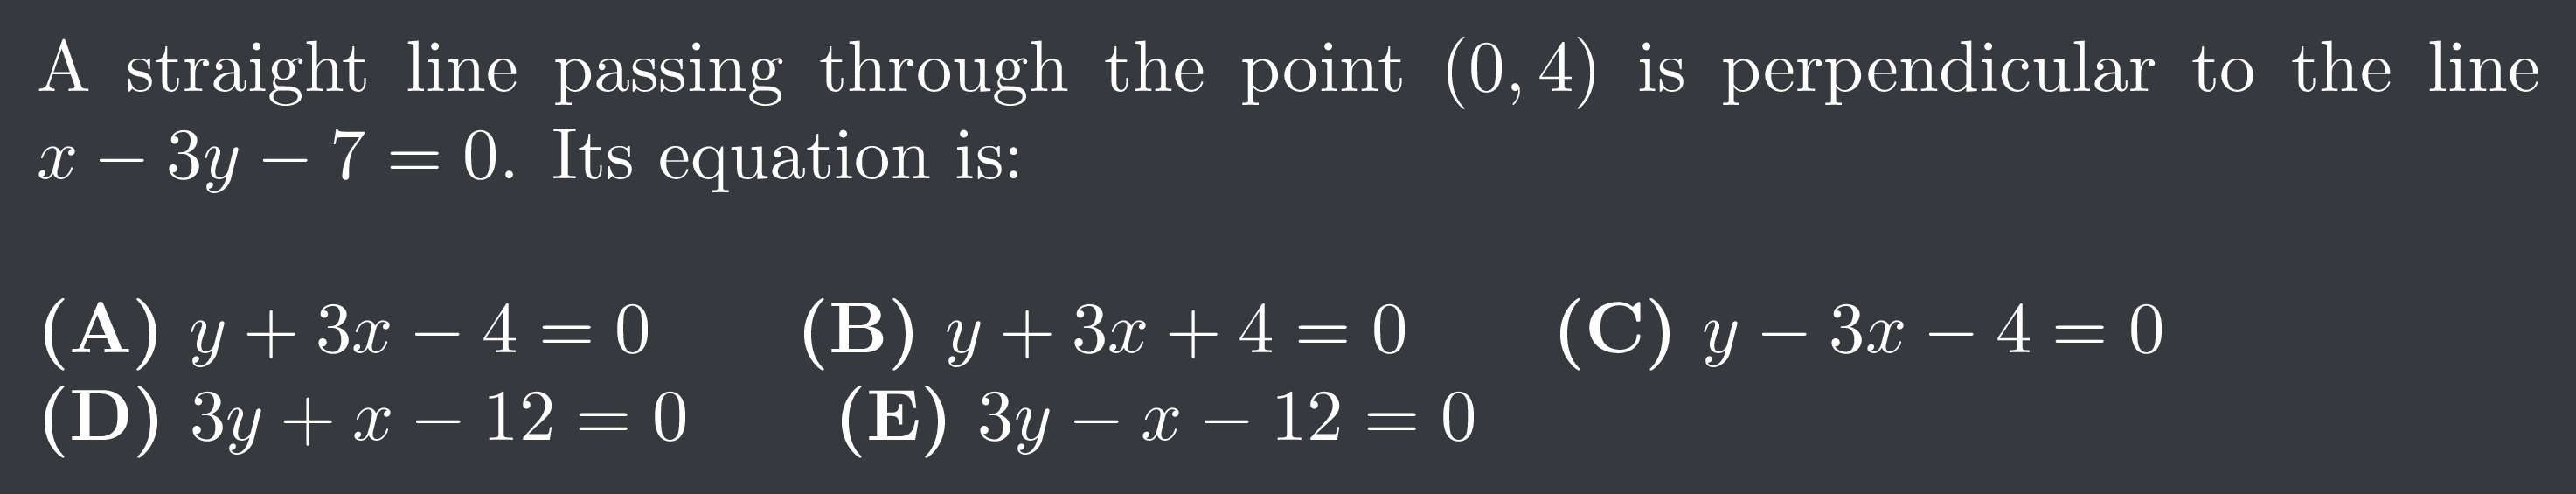 A straight line passing through the point (0, 4) is perpendicular to the line
x − 3y − 7 = 0. Its equation is:
(A) y + 3x − 4 = 0 (B) y + 3x + 4 = 0 (C) y − 3x − 4 = 0
(D) 3y + x − 12 = 0 (E) 3y − x − 12 = 0